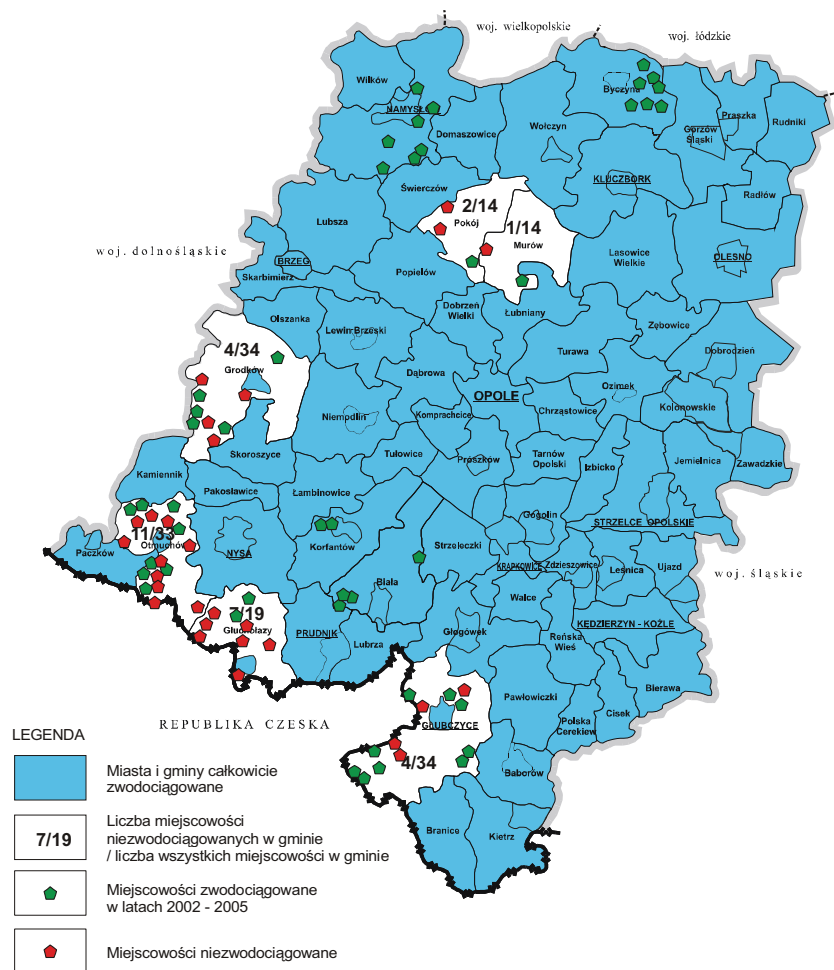 woj. wielkopolskie
woj. łódzkie
Wilków
NAMYSŁÓW
Byczyna
Domaszowice
Wołczyn
Gorzów
Śląski
Praszka
Rudniki
Świerczów
KLUCZBORK
Radłów
2/14
Pokój
1/14
Murów
Lubsza
woj. dolnośląskie
BRZEG
Skarbimierz
Popielów
Lasowice
Wielkie
OLESNO
Olszanka
Lewin Brzeski
Dobrzeń
Wielki
Łubniany
Zębowice
Turawa
Dobrodzień
4/34
Grodków
Dąbrowa
OPOLE
Ozimek
Niemodlin
Komprachcice
Chrząstowice
Kolonowskie
Skoroszyce
Tułowice
Prószków
Tarnów
Opolski
Izbicko
Jemielnica
Zawadzkie
Kamiennik
Pakosławice
Łambinowice
11/33
Otmuchów
Paczków
NYSA
Korfantów
Gogolin
STRZELCE OPOLSKIE
Strzeleczki
KRAPKOWICE
Zdzieszowice
Leśnica
Ujazd
woj. śląskie
Biała
Walce
7/19
Głuchołazy
PRUDNIK
Lubrza
Głogówek
Reńska
Wieś
KĘDZIERZYN - KOŹLE
Bierawa
Pawłowiczki
Cisek
Polska
Cerekiew
REPUBLIKA CZESKA
GŁUBCZYCE
4/34
Baborów
Branice
Kietrz
LEGENDA
Miasta i gminy całkowicie
zwodociągowane
7/19
Liczba miejscowości
niezwodociągowanych w gminie
/ liczba wszystkich miejscowości w gminie
Miejscowości zwodociągowane
w latach 2002 - 2005
Miejscowości niezwodociągowane